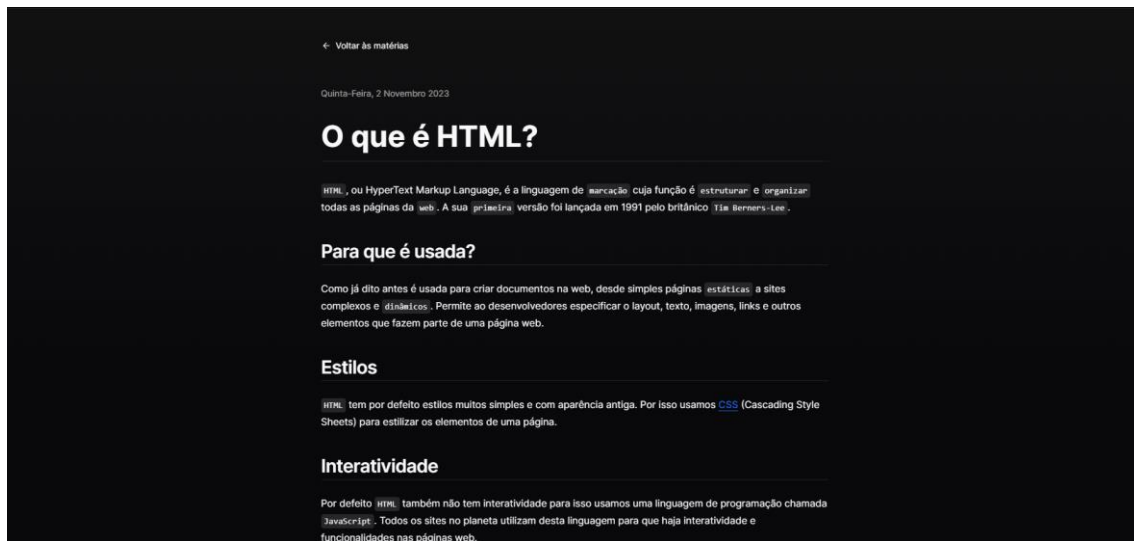 ← Voltar às matérias
Quinta-Feira, 2 Novembro 2023
O que é HTML?
HTML, ou HyperText Markup Language, é a linguagem de marcação cuja função é estruturar e organizar
todas as páginas da web. A sua primeira versão foi lançada em 1991 pelo britânico Tim Berners-Lee.
Para que é usada?
Como já dito antes é usada para criar documentos na web, desde simples páginas estáticas a sites
complexos e dinâmicos. Permite ao desenvolvedores especificar o layout, texto, imagens, links e outros
elementos que fazem parte de uma página web.
Estilos
HTML tem por defeito estilos muitos simples e com aparência antiga. Por isso usamos CSS (Cascading Style
Sheets) para estilizar os elementos de uma página.
Interatividade
Por defeito HTML também não tem interatividade para isso usamos uma linguagem de programação chamada
JavaScript. Todos os sites no planeta utilizam desta linguagem para que haja interatividade e
funcionalidades nas páginas web.